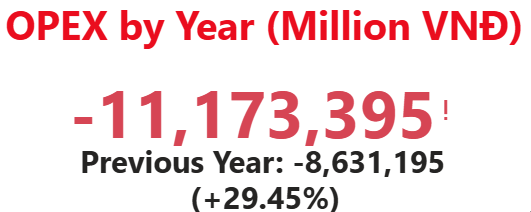 OPEX by Year (Million VNĐ)
-11,173,395!
Previous Year: -8,631,195
(+29.45%)